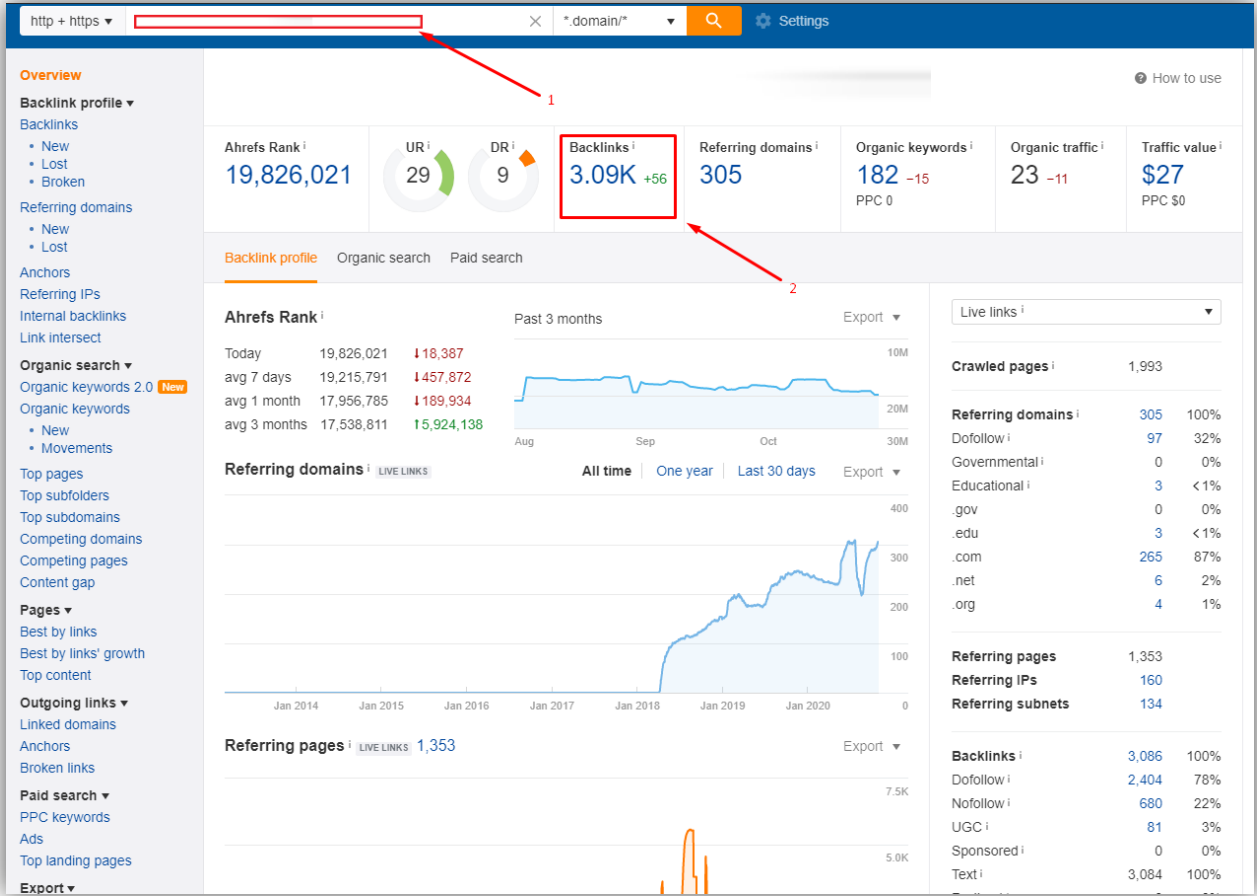 http + https ▾ × *.domain/* ▾ Settings
1
How to use
Overview
Backlink profile ▾
Backlinks
• New
• Lost
• Broken
Referring domains
• New
• Lost
Anchors
Referring IPs
Internal backlinks
Link intersect
Organic search ▾
Organic keywords 2.0 New
Organic keywords
• New
• Movements
Top pages
Top subfolders
Top subdomains
Competing domains
Competing pages
Content gap
Pages ▾
Best by links
Best by links' growth
Top content
Outgoing links ▾
Linked domains
Anchors
Broken links
Paid search ▾
PPC keywords
Ads
Top landing pages
Export ▾
Ahrefs Rank i
19,826,021
UR i
29
DR i
9
Backlinks i
3.09K +56
2
Referring domains i
305
Organic keywords i
182 −15
PPC 0
Organic traffic i
23 −11
Traffic value i
$27
PPC $0
Backlink profile Organic search Paid search
Ahrefs Rank i
Today 19,826,021 ↓18,387
avg 7 days 19,215,791 ↓457,872
avg 1 month 17,956,785 ↓189,934
avg 3 months 17,538,811 ↑5,924,138
Past 3 months Export ▾
10M
20M
30M
Aug Sep Oct
Referring domains i LIVE LINKS All time One year Last 30 days Export ▾
400
300
200
100
0
Jan 2014 Jan 2015 Jan 2016 Jan 2017 Jan 2018 Jan 2019 Jan 2020
Referring pages i LIVE LINKS 1,353 Export ▾
7.5K
5.0K
Live links i ▾
Crawled pages i 1,993
Referring domains i 305 100%
Dofollow i 97 32%
Governmental i 0 0%
Educational i 3 <1%
.gov 0 0%
.edu 3 <1%
.com 265 87%
.net 6 2%
.org 4 1%
Referring pages 1,353
Referring IPs 160
Referring subnets 134
Backlinks i 3,086 100%
Dofollow i 2,404 78%
Nofollow i 680 22%
UGC i 81 3%
Sponsored i 0 0%
Text i 3,084 100%